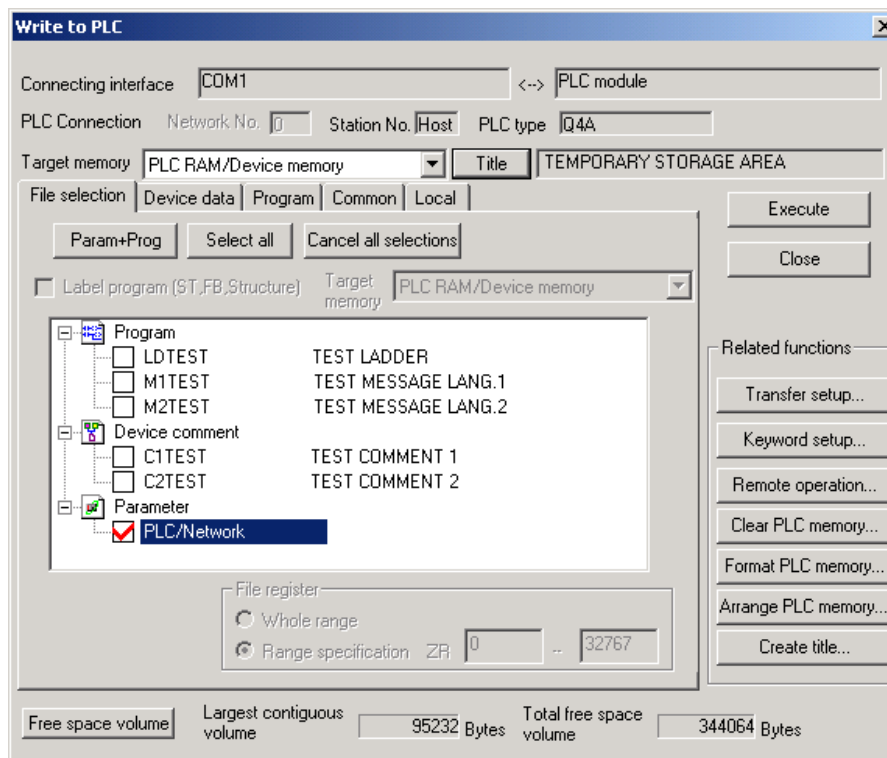 Write to PLC
Connecting interface COM1 <--> PLC module
PLC Connection Network No. 0 Station No. Host PLC type Q4A
Target memory PLC RAM/Device memory Title TEMPORARY STORAGE AREA
File selection Device data Program Common Local
Param+Prog Select all Cancel all selections
Execute
Close
Label program (ST,FB,Structure) Target memory PLC RAM/Device memory
Program
LDTEST TEST LADDER
M1TEST TEST MESSAGE LANG.1
M2TEST TEST MESSAGE LANG.2
Device comment
C1TEST TEST COMMENT 1
C2TEST TEST COMMENT 2
Parameter
PLC/Network
Related functions
Transfer setup...
Keyword setup...
Remote operation...
Clear PLC memory...
Format PLC memory...
Arrange PLC memory...
Create title...
File register
Whole range
Range specification ZR 0 -- 32767
Free space volume Largest contiguous volume 95232 Bytes Total free space volume 344064 Bytes